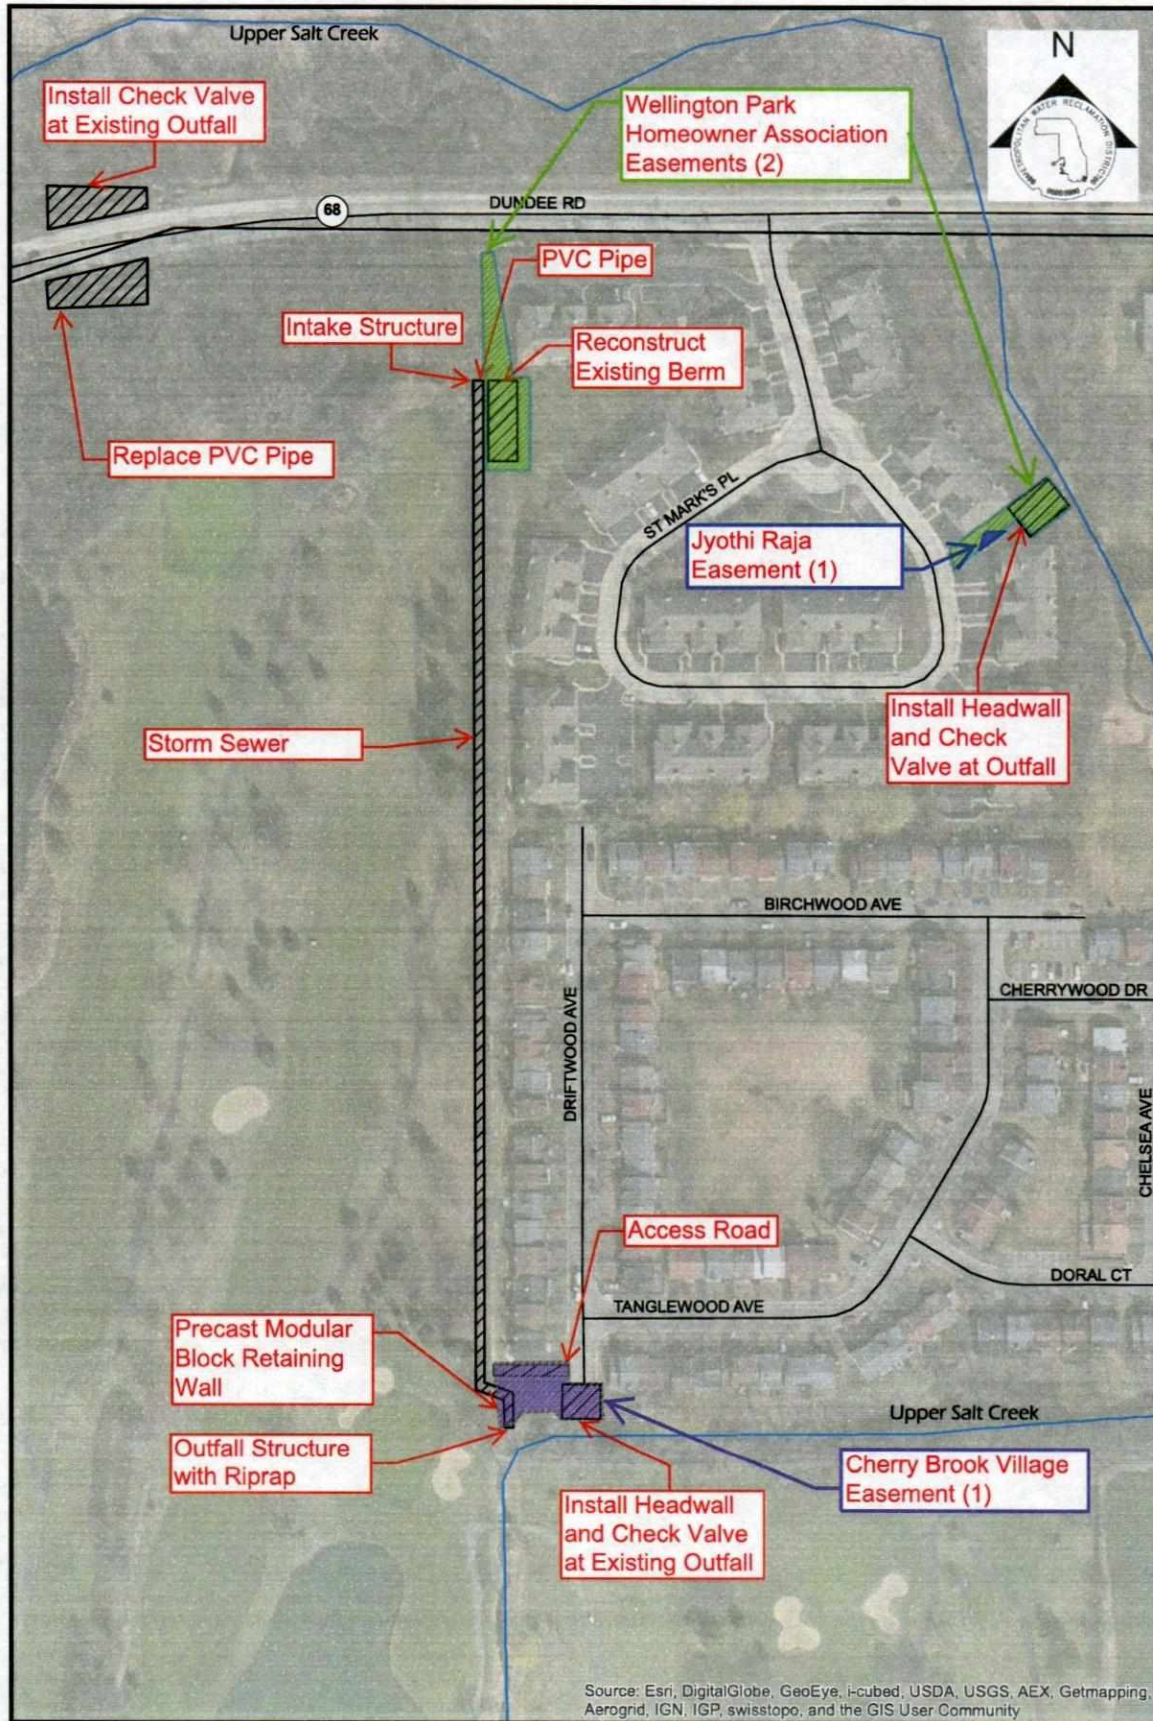 Upper Salt Creek
N
METROPOLITAN WATER RECLAMATION DISTRICT
Install Check Valve
at Existing Outfall
Wellington Park
Homeowner Association
Easements (2)
68
DUNDEE RD
PVC Pipe
Intake Structure
Reconstruct
Existing Berm
Replace PVC Pipe
ST MARK'S PL
Jyothi Raja
Easement (1)
Install Headwall
and Check
Valve at Outfall
Storm Sewer
BIRCHWOOD AVE
CHERRYWOOD DR
DRIFTWOOD AVE
CHELSEA AVE
Access Road
DORAL CT
TANGLEWOOD AVE
Precast Modular
Block Retaining
Wall
Upper Salt Creek
Outfall Structure
with Riprap
Cherry Brook Village
Easement (1)
Install Headwall
and Check Valve
at Existing Outfall
Source: Esri, DigitalGlobe, GeoEye, i-cubed, USDA, USGS, AEX, Getmapping,
Aerogrid, IGN, IGP, swisstopo, and the GIS User Community